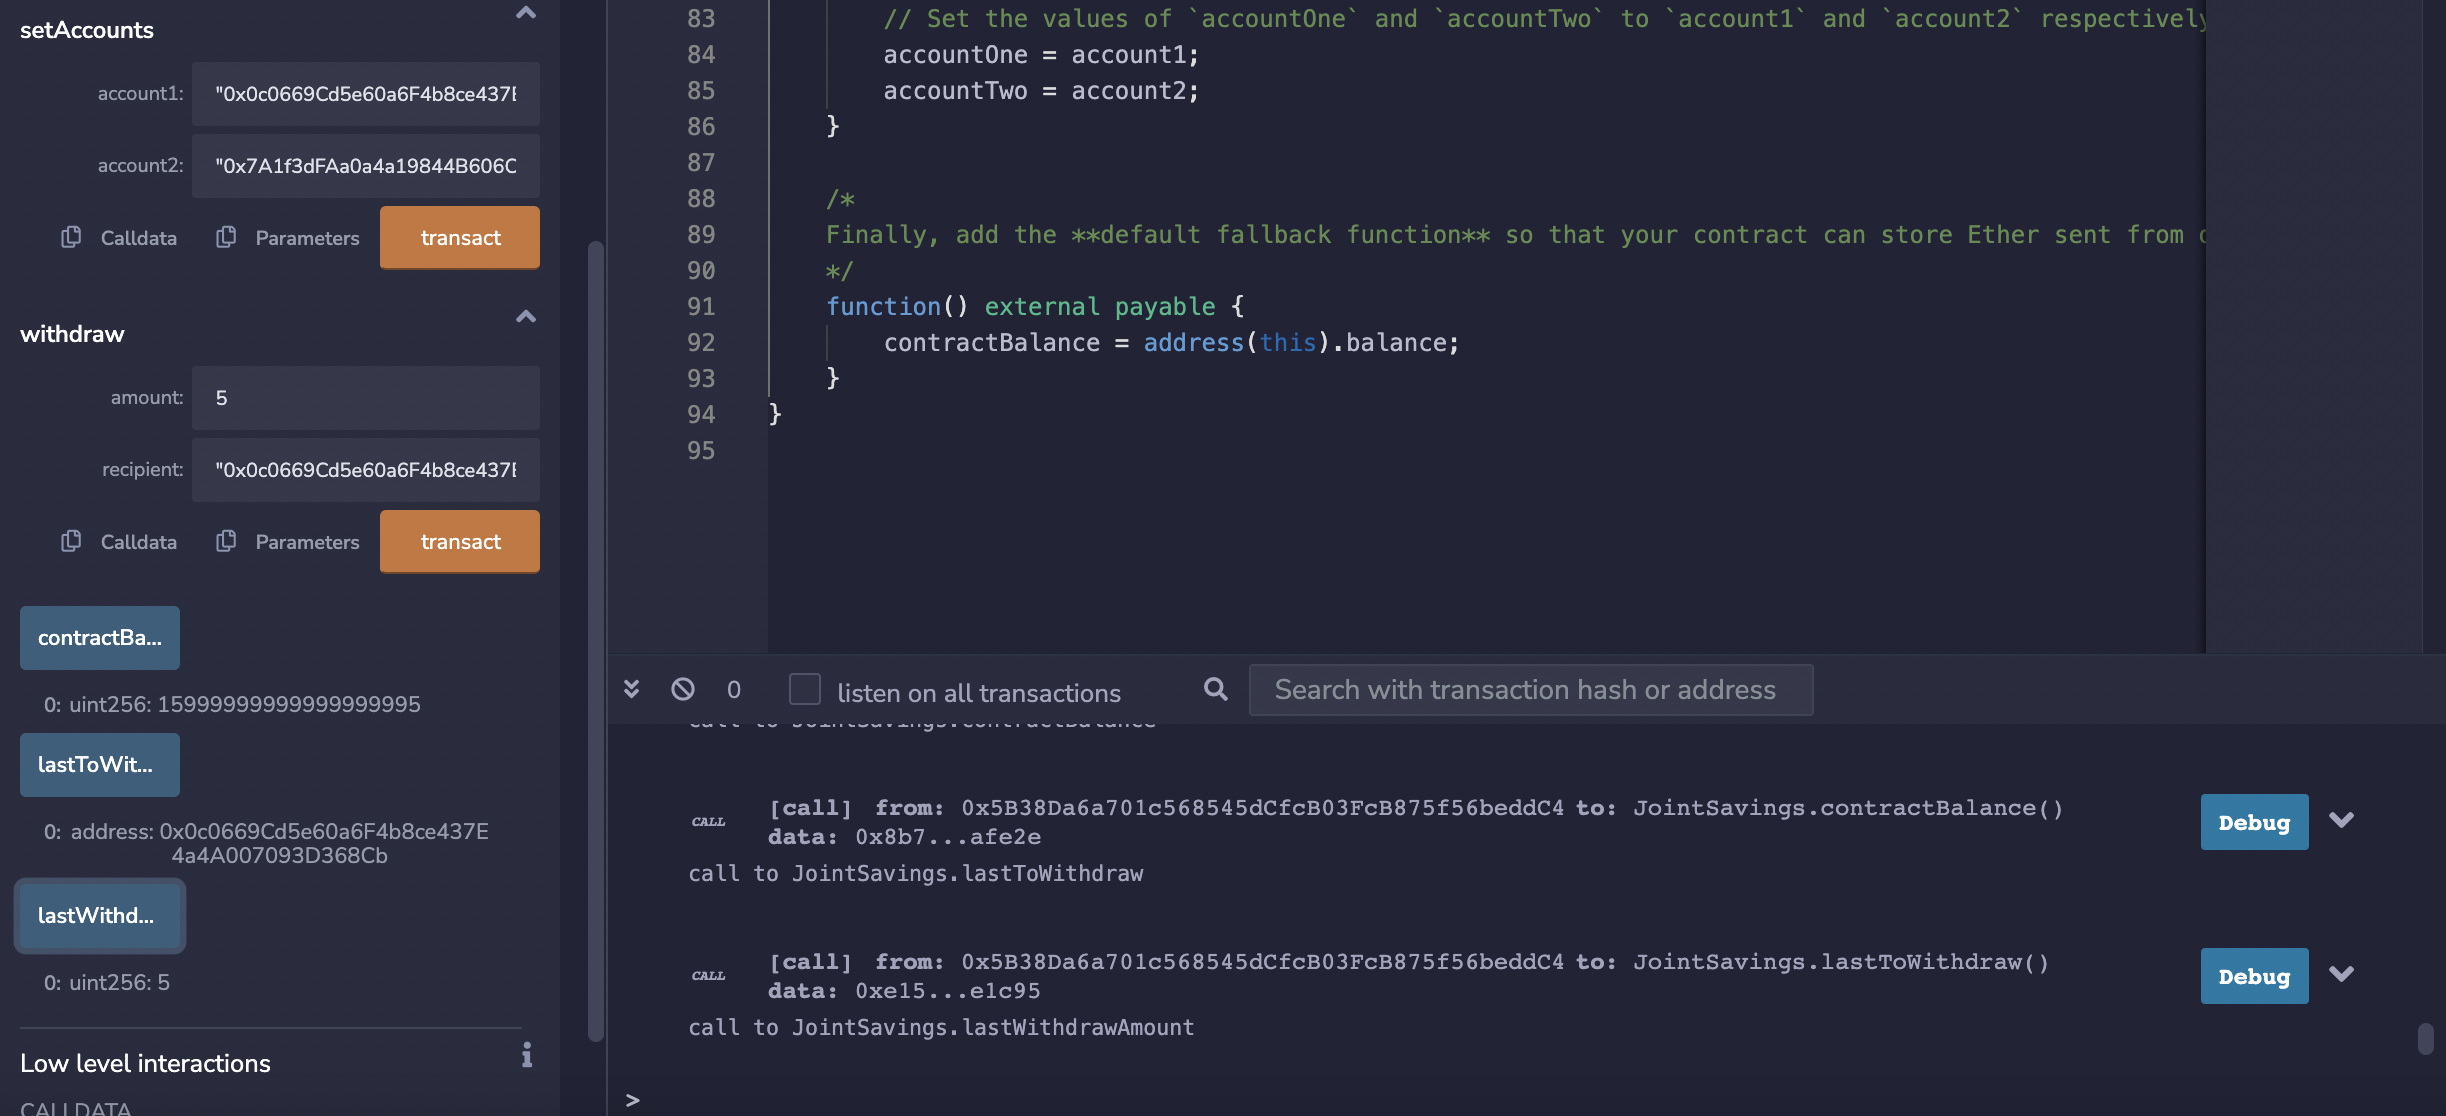 setAccounts
account1: "0x0c0669Cd5e60a6F4b8ce437E
account2: "0x7A1f3dFAa0a4a19844B606C
Calldata Parameters transact
withdraw
amount: 5
recipient: "0x0c0669Cd5e60a6F4b8ce437E
Calldata Parameters transact
contractBa...
0: uint256: 15999999999999999995
lastToWit...
0: address: 0x0c0669Cd5e60a6F4b8ce437E
4a4A007093D368Cb
lastWithd...
0: uint256: 5
Low level interactions
CALLDATA
83 // Set the values of `accountOne` and `accountTwo` to `account1` and `account2` respectively
84 accountOne = account1;
85 accountTwo = account2;
86 }
87
88 /*
89 Finally, add the **default fallback function** so that your contract can store Ether sent from
90 */
91 function() external payable {
92 contractBalance = address(this).balance;
93 }
94 }
95
0 listen on all transactions Search with transaction hash or address
call to JointSavings.contractBalance
CALL [call] from: 0x5B38Da6a701c568545dCfcB03FcB875f56beddC4 to: JointSavings.contractBalance()
data: 0x8b7...afe2e
Debug
call to JointSavings.lastToWithdraw
CALL [call] from: 0x5B38Da6a701c568545dCfcB03FcB875f56beddC4 to: JointSavings.lastToWithdraw()
data: 0xe15...e1c95
Debug
call to JointSavings.lastWithdrawAmount
>